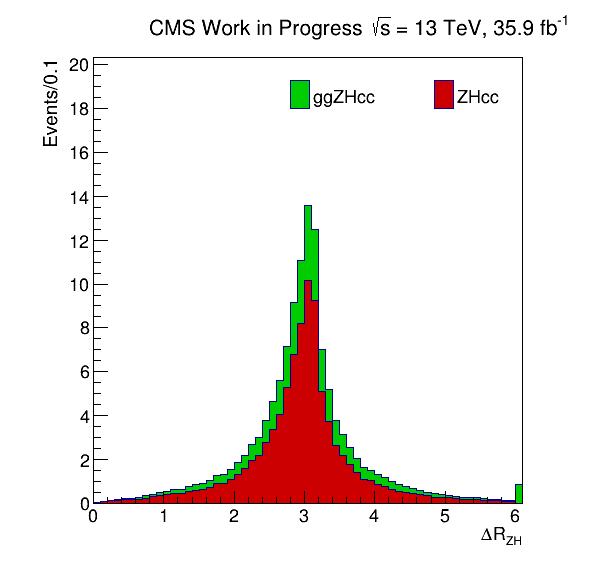 CMS Work in Progress √s = 13 TeV, 35.9 fb⁻¹
Events/0.1
ggZHcc ZHcc
20
18
16
14
12
10
8
6
4
2
0
0 1 2 3 4 5 6
ΔR_ZH